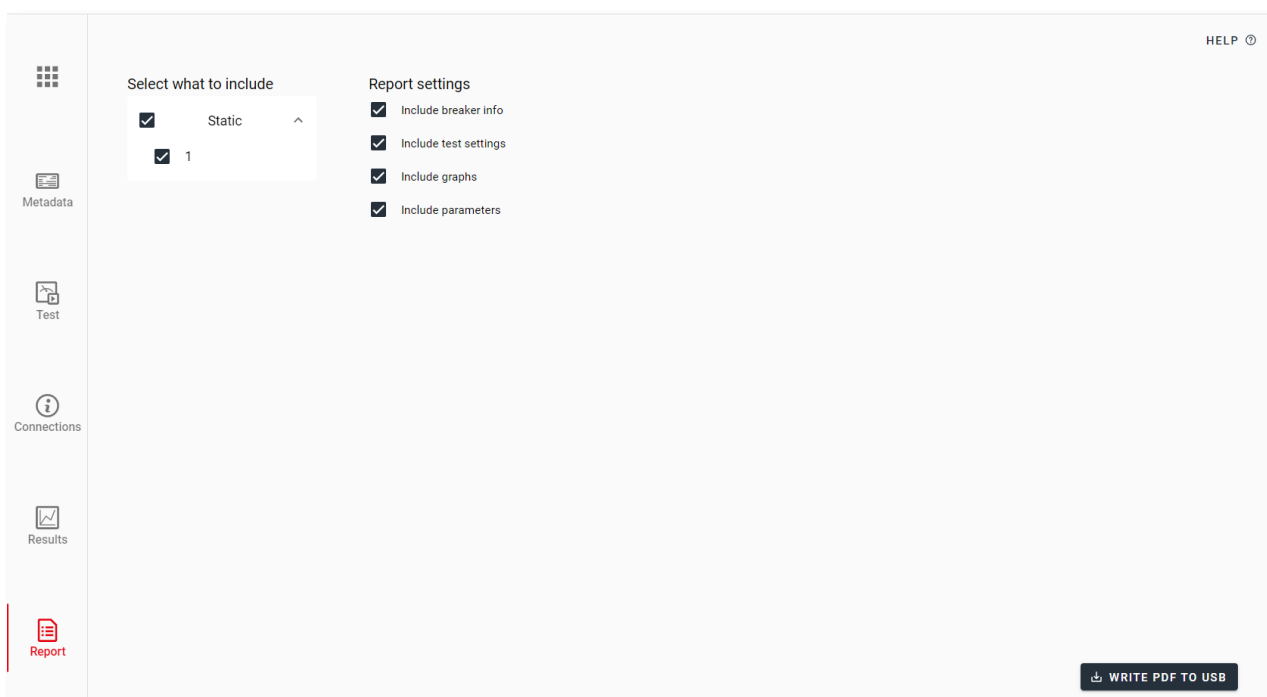 HELP
Select what to include
Static
1
Report settings
Include breaker info
Include test settings
Include graphs
Include parameters
Metadata
Test
Connections
Results
Report
WRITE PDF TO USB